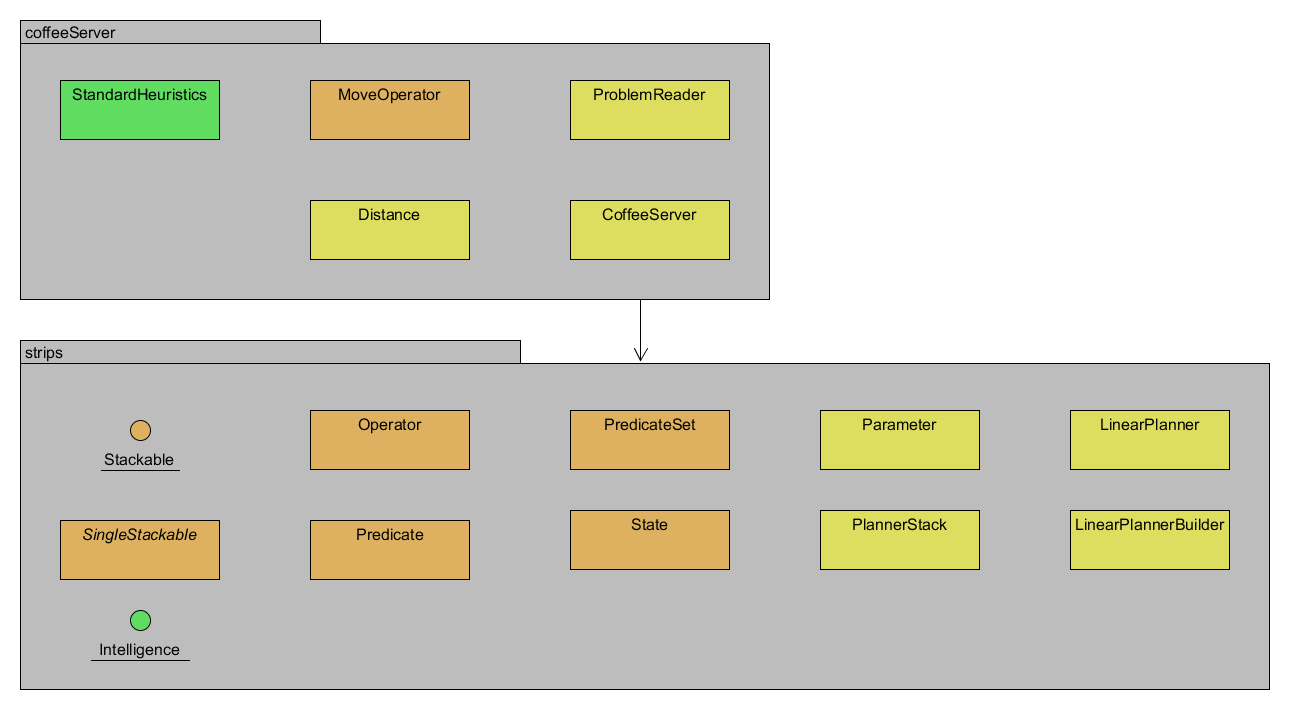 coffeeServer
StandardHeuristics
MoveOperator
ProblemReader
Distance
CoffeeServer
strips
Stackable
Operator
PredicateSet
Parameter
LinearPlanner
SingleStackable
Predicate
State
PlannerStack
LinearPlannerBuilder
Intelligence